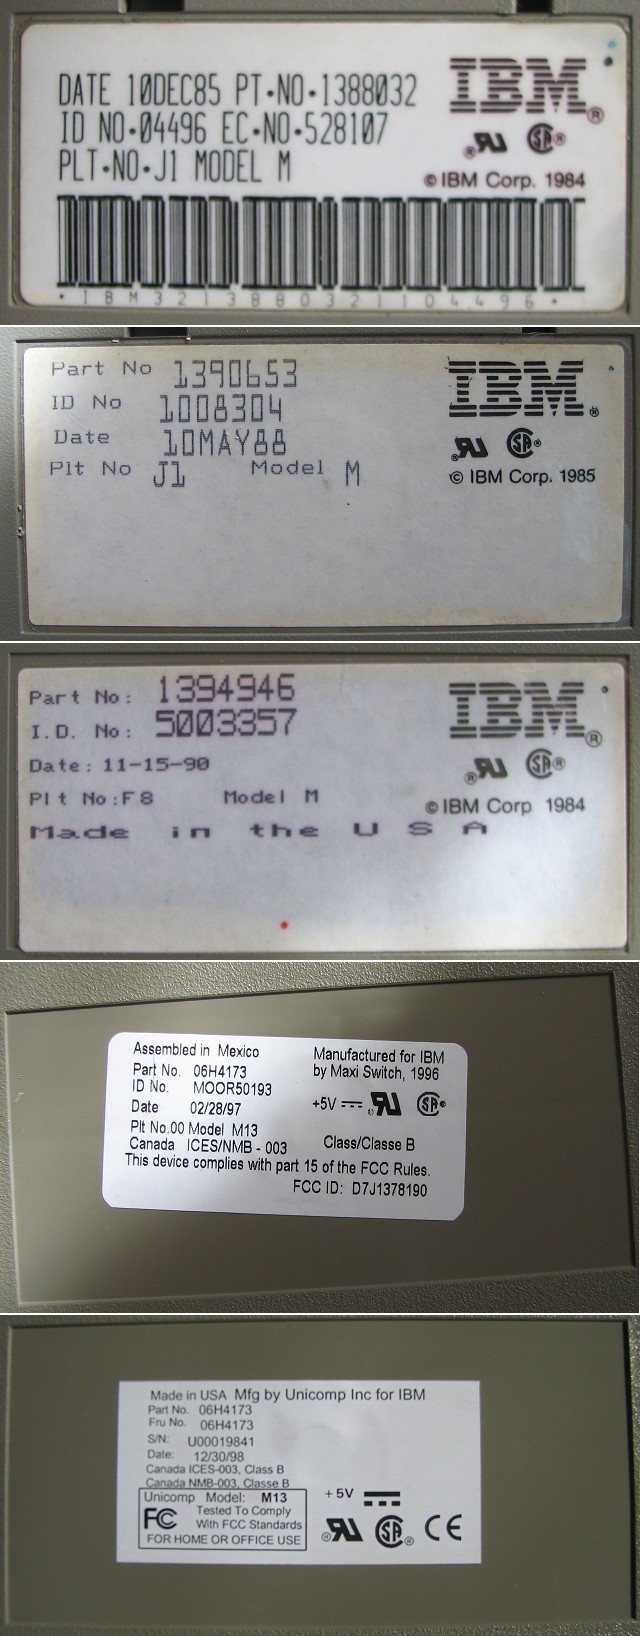 DATE 10DEC85 PT·NO·1388032
ID NO·04496 EC·NO·528107
PLT·NO·J1 MODEL M
IBM®
© IBM Corp. 1984
*IBM3213880321104496*
Part No 1390653
ID No 1008304
Date 10MAY88
Plt No J1 Model M
IBM®
© IBM Corp. 1985
Part No: 1394946
I.D. No: 5003357
Date: 11-15-90
Plt No:F8 Model M
Made in the U S A
IBM®
© IBM Corp 1984
Assembled in Mexico
Part No. 06H4173
ID No. MOOR50193
Date 02/28/97
Plt No.00 Model M13
Manufactured for IBM
by Maxi Switch, 1996
+5V
Canada ICES/NMB - 003 Class/Classe B
This device complies with part 15 of the FCC Rules.
FCC ID: D7J1378190
Made in USA Mfg by Unicomp Inc for IBM
Part No. 06H4173
Fru No. 06H4173
S/N: U00019841
Date: 12/30/98
Canada ICES-003, Class B
Canada NMB-003, Classe B
Unicomp Model: M13
FC Tested To Comply
With FCC Standards
FOR HOME OR OFFICE USE
+5V
CE